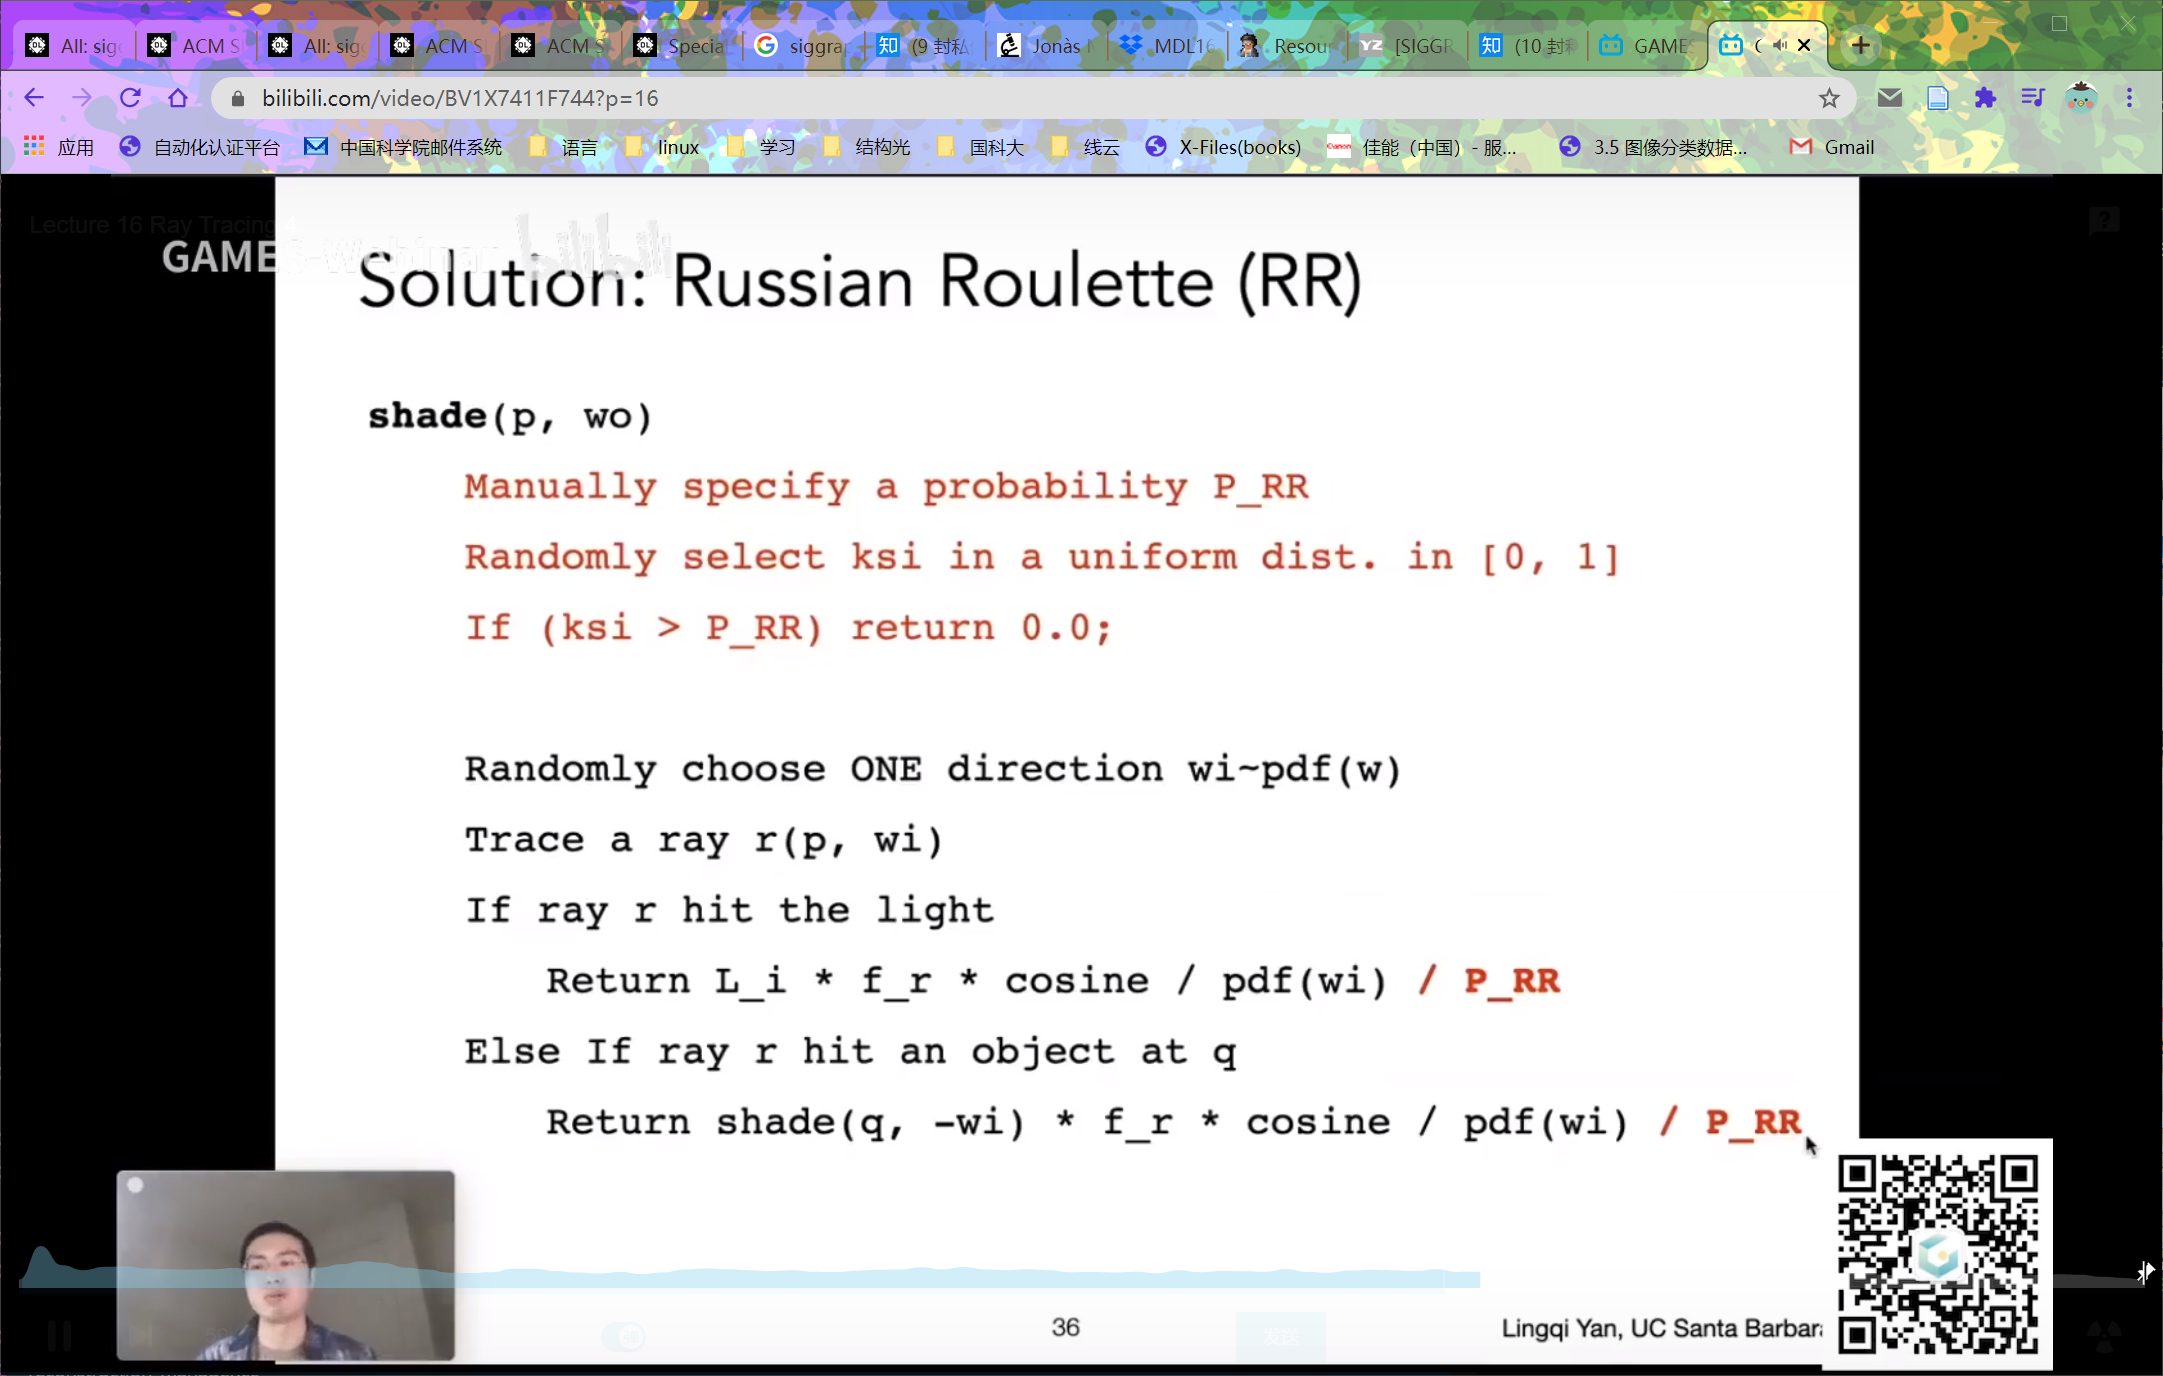 All: sig
ACM S
All: sig
ACM S
ACM S
Specia
siggra
(9 封私
Jonàs
MDL16
Resou
[SIGGR
(10 封私
GAMES
bilibili.com/video/BV1X7411F744?p=16
应用
自动化认证平台
中国科学院邮件系统
语言
linux
学习
结构光
国科大
线云
X-Files(books)
佳能（中国）- 服...
3.5 图像分类数据...
Gmail
Lecture 16 Ray Tracing 4
GAMES-Webinar bilibili
Solution: Russian Roulette (RR)
shade(p, wo)
Manually specify a probability P_RR
Randomly select ksi in a uniform dist. in [0, 1]
If (ksi > P_RR) return 0.0;
Randomly choose ONE direction wi~pdf(w)
Trace a ray r(p, wi)
If ray r hit the light
Return L_i * f_r * cosine / pdf(wi) / P_RR
Else If ray r hit an object at q
Return shade(q, -wi) * f_r * cosine / pdf(wi) / P_RR
36
发送
Lingqi Yan, UC Santa Barbara